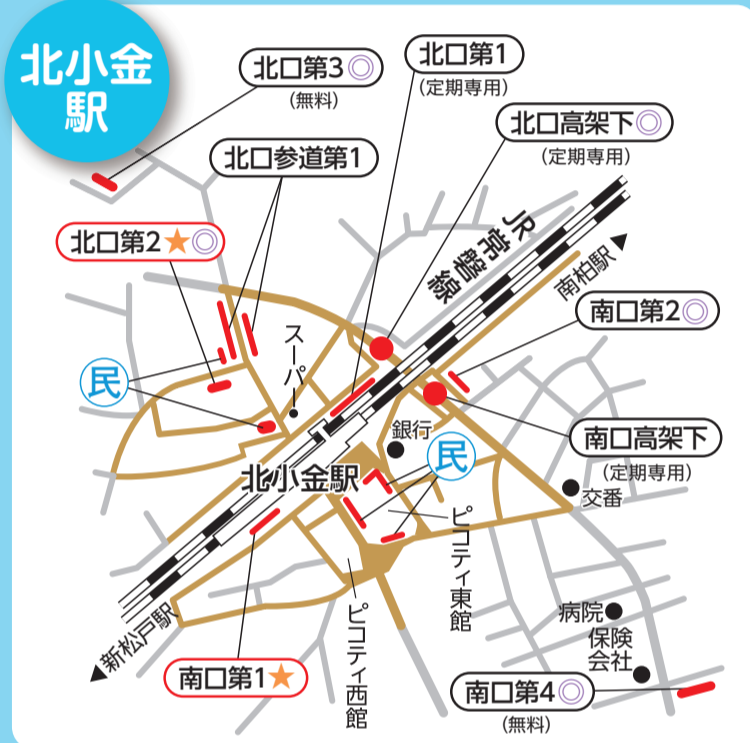 北小金
駅
北口第3◎
(無料)
北口第1
(定期専用)
北口高架下◎
(定期専用)
北口参道第1
北口第2★◎
JR常磐線
南柏駅▶
南口第2◎
スーパー
民
銀行
民
南口高架下
(定期専用)
北小金駅
交番
ピコティ東館
ピコティ西館
病院
保険
会社
◀新松戸駅
南口第1★
南口第4◎
(無料)